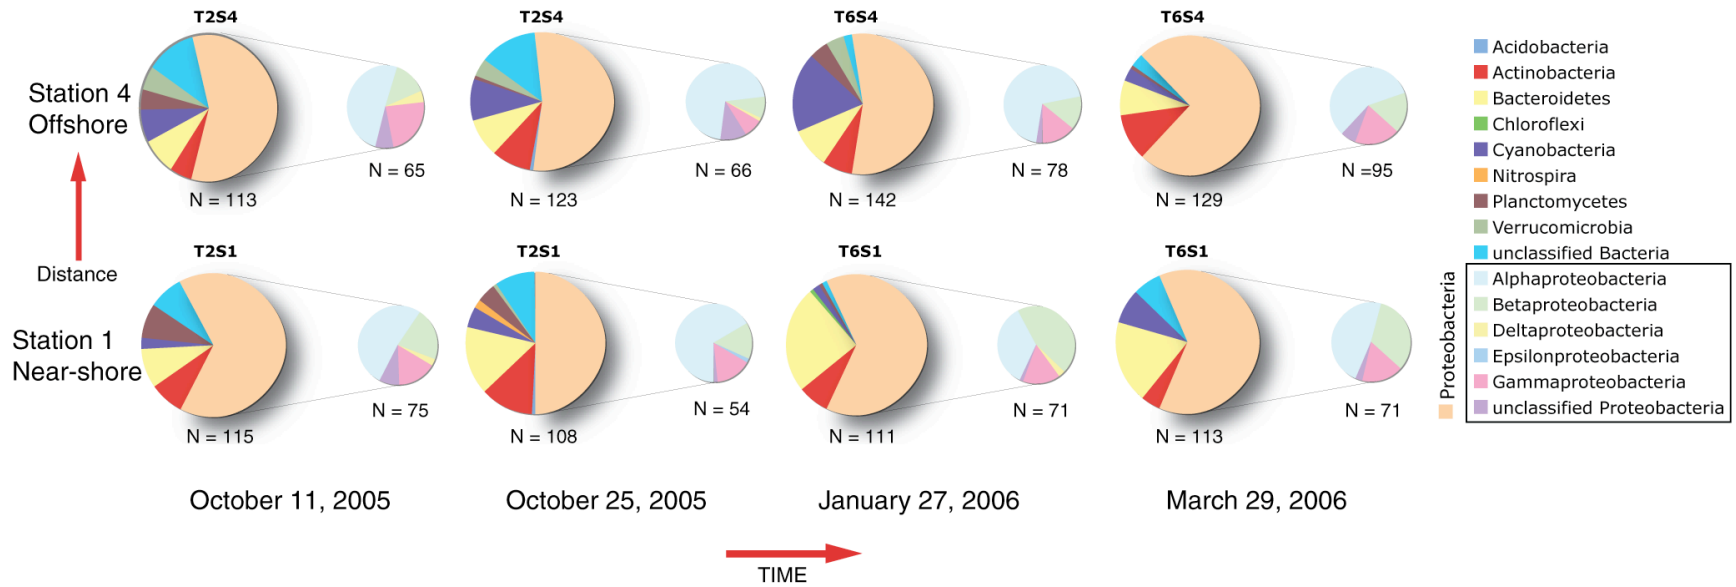 T2S4
T2S4
T6S4
T6S4
Station 4
Offshore
N = 65
N = 66
N = 78
N =95
N = 113
N = 123
N = 142
N = 129
Distance
T2S1
T2S1
T6S1
T6S1
Station 1
Near-shore
N = 75
N = 54
N = 71
N = 71
N = 115
N = 108
N = 111
N = 113
October 11, 2005
October 25, 2005
January 27, 2006
March 29, 2006
TIME
Acidobacteria
Actinobacteria
Bacteroidetes
Chloroflexi
Cyanobacteria
Nitrospira
Planctomycetes
Verrucomicrobia
unclassified Bacteria
Proteobacteria
Alphaproteobacteria
Betaproteobacteria
Deltaproteobacteria
Epsilonproteobacteria
Gammaproteobacteria
unclassified Proteobacteria